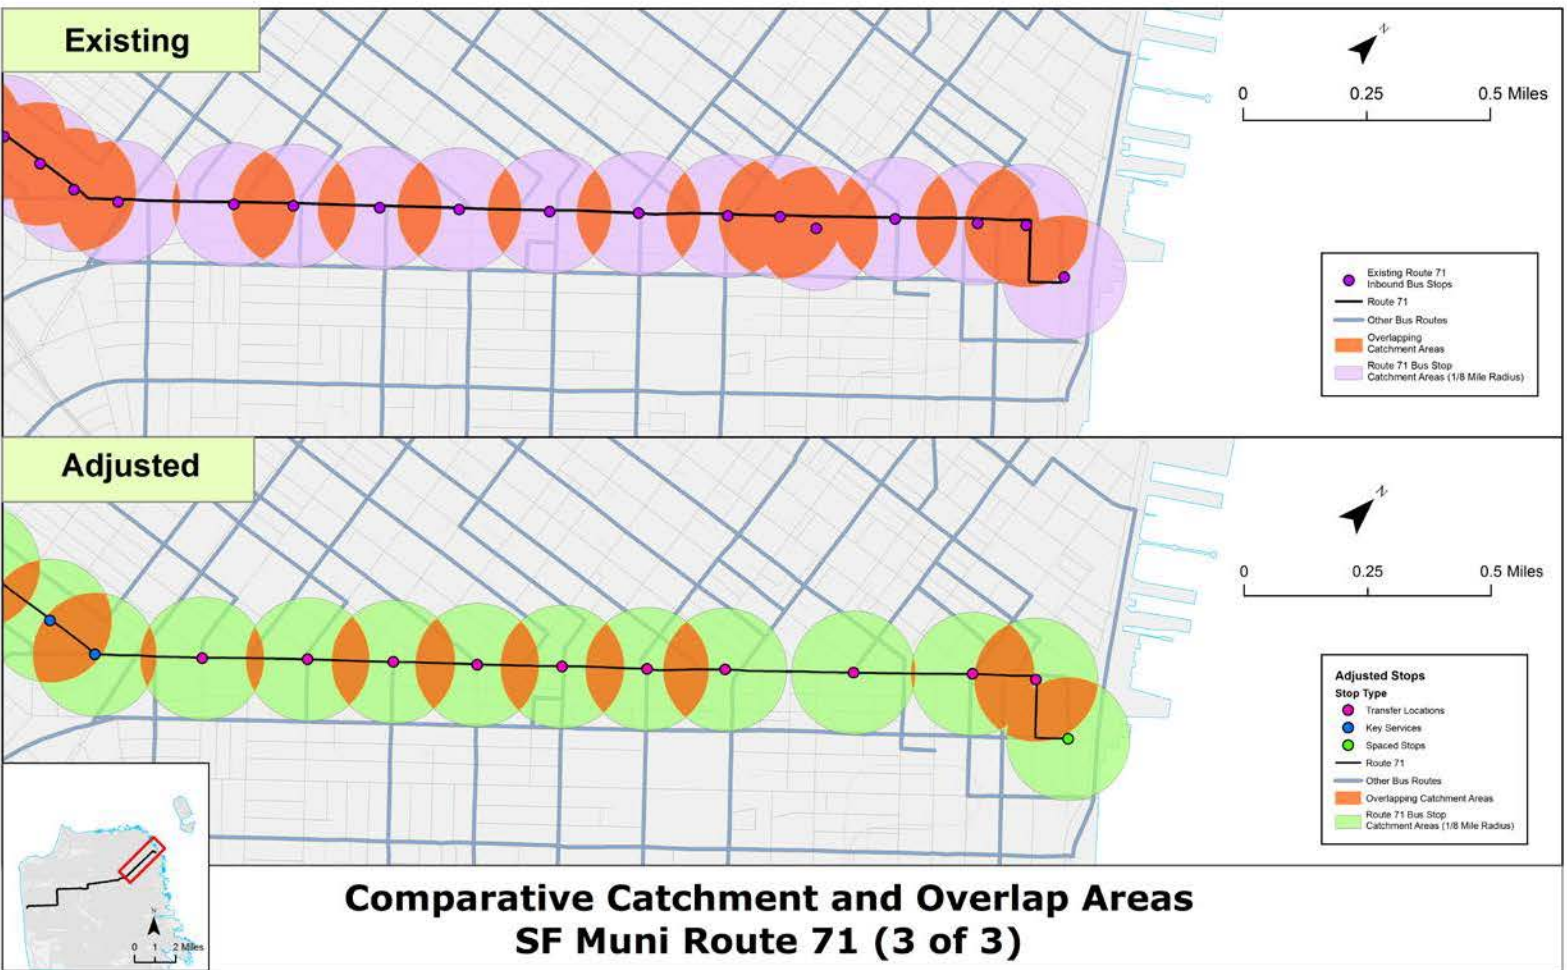 Existing
N
0 0.25 0.5 Miles
Existing Route 71
Inbound Bus Stops
Route 71
Other Bus Routes
Overlapping
Catchment Areas
Route 71 Bus Stop
Catchment Areas (1/8 Mile Radius)
Adjusted
N
0 0.25 0.5 Miles
Adjusted Stops
Stop Type
Transfer Locations
Key Services
Spaced Stops
Route 71
Other Bus Routes
Overlapping Catchment Areas
Route 71 Bus Stop
Catchment Areas (1/8 Mile Radius)
N
0 1 2 Miles
Comparative Catchment and Overlap Areas
SF Muni Route 71 (3 of 3)